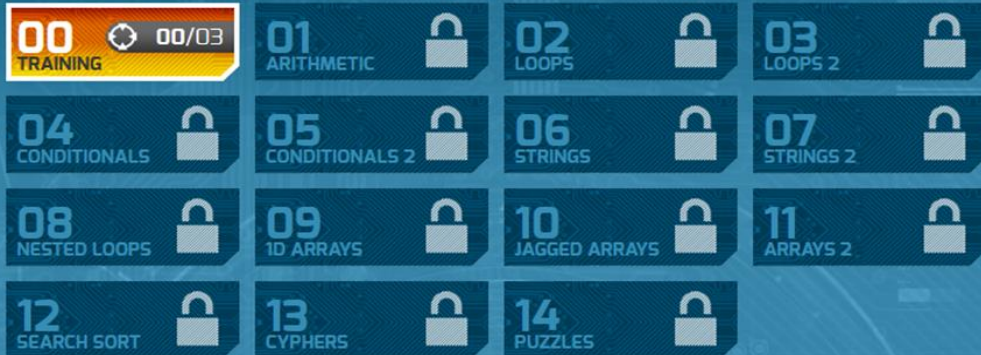 00 00/03
TRAINING
01
ARITHMETIC
02
LOOPS
03
LOOPS 2
04
CONDITIONALS
05
CONDITIONALS 2
06
STRINGS
07
STRINGS 2
08
NESTED LOOPS
09
1D ARRAYS
10
JAGGED ARRAYS
11
ARRAYS 2
12
SEARCH SORT
13
CYPHERS
14
PUZZLES